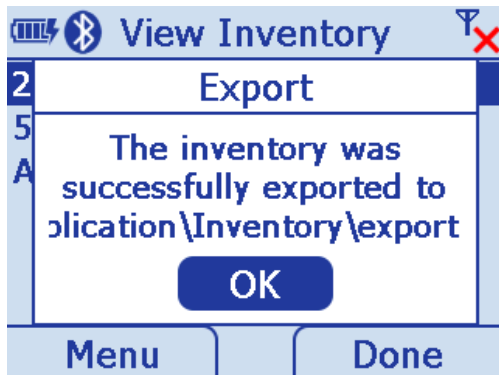 View Inventory
2
Export
5
A
The inventory was
successfully exported to
plication\Inventory\export
OK
Menu
Done